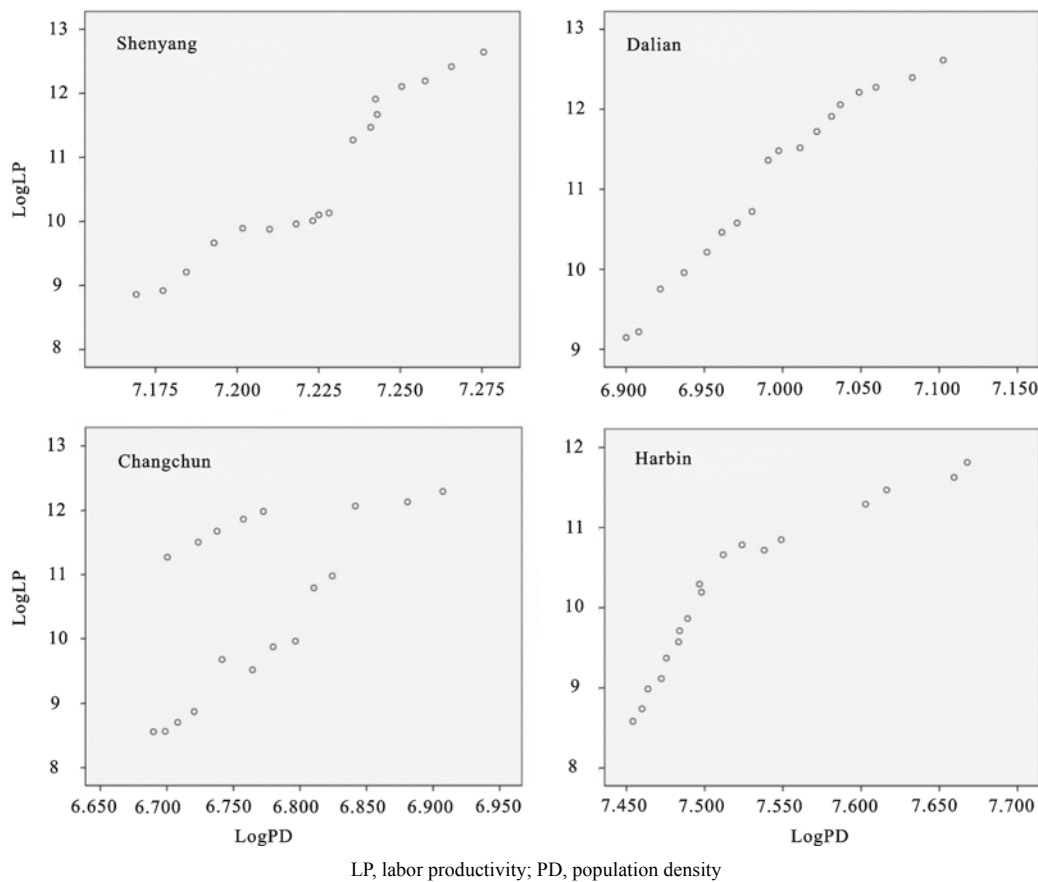 13
Shenyang
12
11
LogLP
10
9
8
7.175 7.200 7.228 7.250 7.275
13
Dalian
12
11
10
9
6.900 6.950 7.000 7.050 7.100 7.150
13
Changchun
12
11
LogLP
10
9
8
6.650 6.700 6.750 6.800 6.850 6.900 6.950
LogPD
12
Harbin
11
10
9
8
7.450 7.500 7.550 7.600 7.650 7.700
LogPD
LP, labor productivity; PD, population density